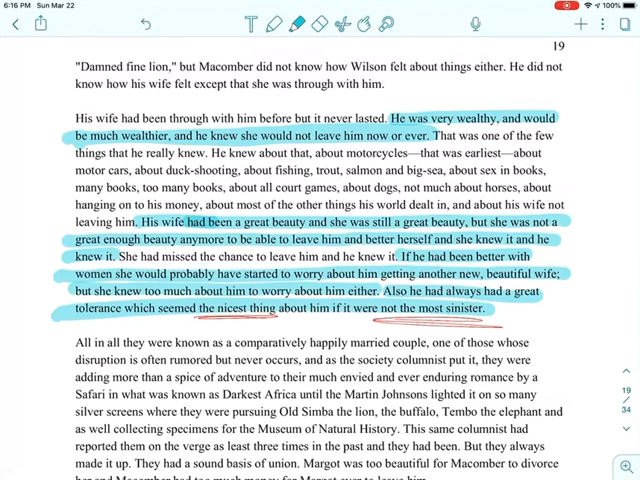 6:16 PM Sun Mar 22
100%
T
19
"Damned fine lion," but Macomber did not know how Wilson felt about things either. He did not
know how his wife felt except that she was through with him.
His wife had been through with him before but it never lasted. He was very wealthy, and would
be much wealthier, and he knew she would not leave him now or ever. That was one of the few
things that he really knew. He knew about that, about motorcycles—that was earliest—about
motor cars, about duck-shooting, about fishing, trout, salmon and big-sea, about sex in books,
many books, too many books, about all court games, about dogs, not much about horses, about
hanging on to his money, about most of the other things his world dealt in, and about his wife not
leaving him. His wife had been a great beauty and she was still a great beauty, but she was not a
great enough beauty anymore to be able to leave him and better herself and she knew it and he
knew it. She had missed the chance to leave him and he knew it. If he had been better with
women she would probably have started to worry about him getting another new, beautiful wife;
but she knew too much about him to worry about him either. Also he had always had a great
tolerance which seemed the nicest thing about him if it were not the most sinister.
All in all they were known as a comparatively happily married couple, one of those whose
disruption is often rumored but never occurs, and as the society columnist put it, they were
adding more than a spice of adventure to their much envied and ever enduring romance by a
Safari in what was known as Darkest Africa until the Martin Johnsons lighted it on so many
silver screens where they were pursuing Old Simba the lion, the buffalo, Tembo the elephant and
as well collecting specimens for the Museum of Natural History. This same columnist had
reported them on the verge as least three times in the past and they had been. But they always
made it up. They had a sound basis of union. Margot was too beautiful for Macomber to divorce
her and Macomber had too much money for Margot ever to leave him.
19
/
34